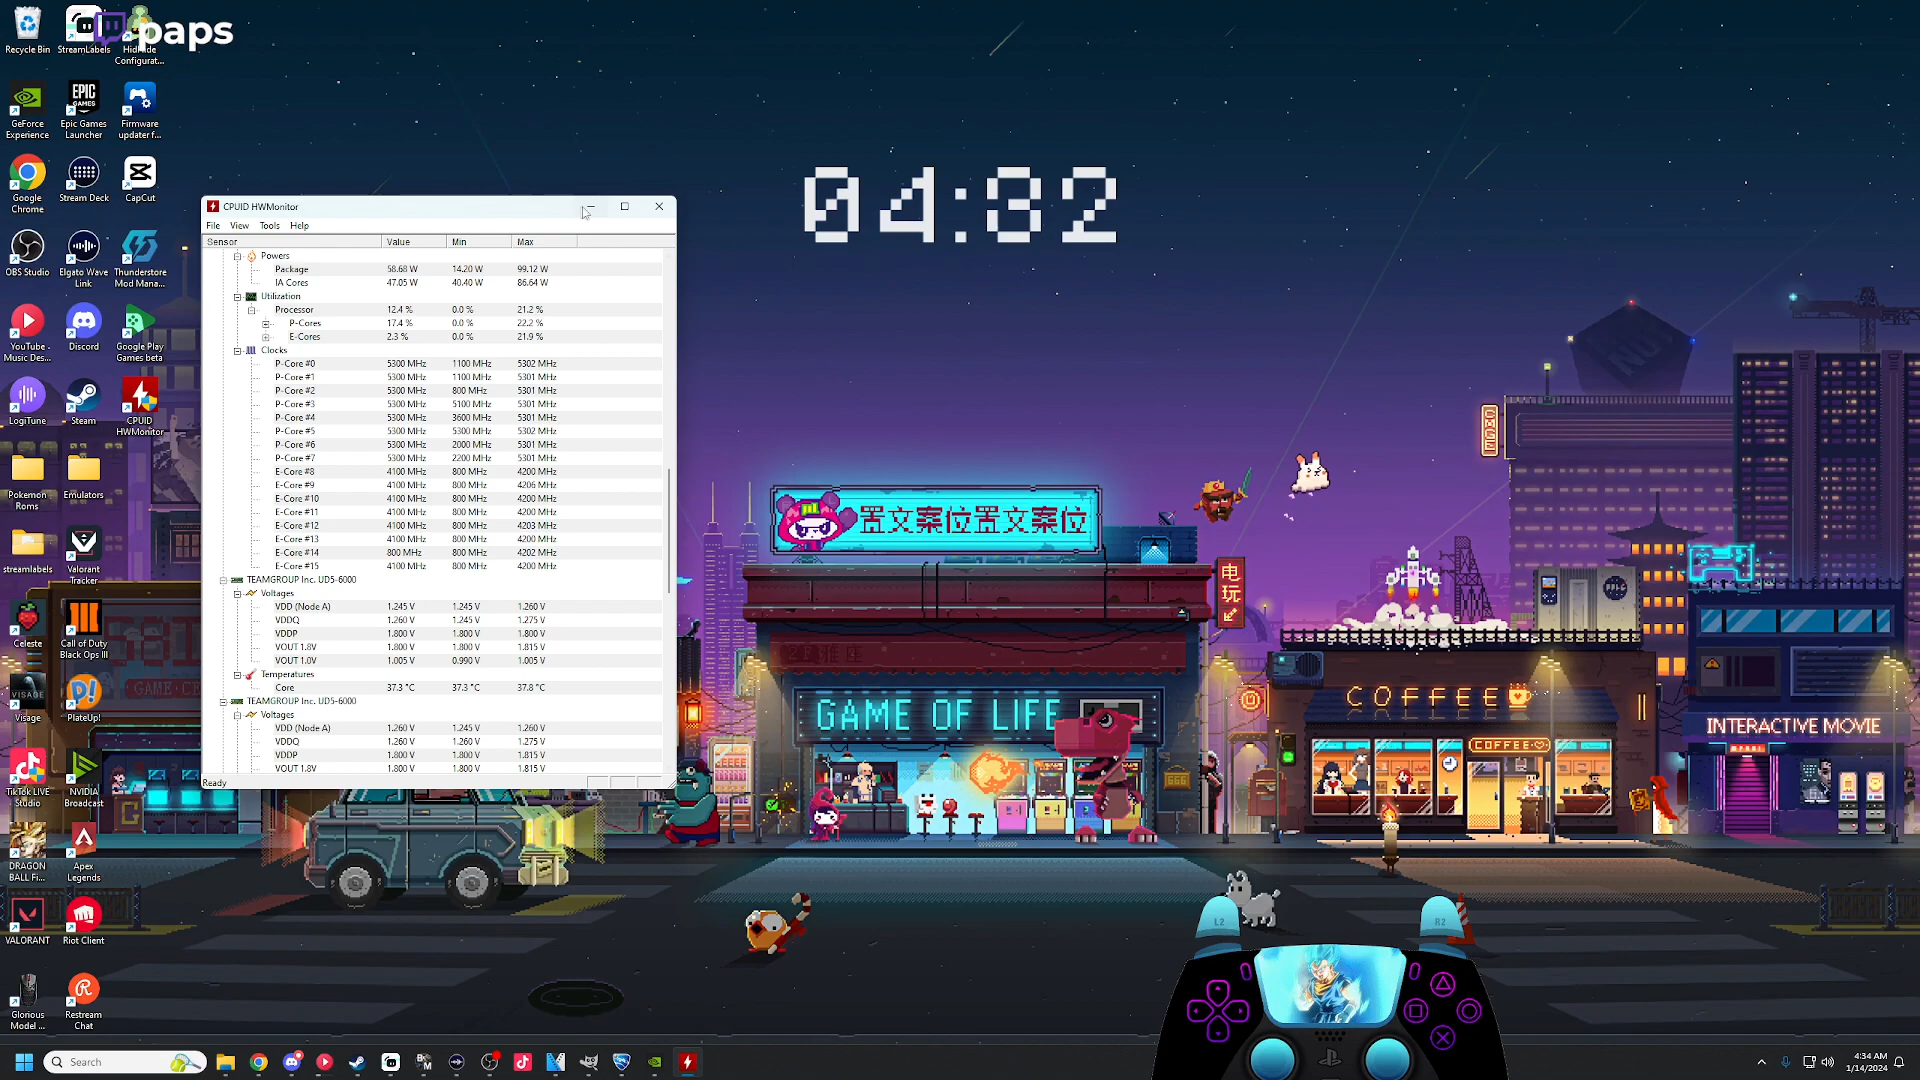 paps
Recycle Bin
StreamLabels
HidHide Configurat...
GeForce Experience
EPIC GAMES
Epic Games Launcher
Firmware updater f...
Google Chrome
Stream Deck
CapCut
OBS Studio
Elgato Wave Link
Thunderstore Mod Mana...
YouTube - Music Des...
Discord
Google Play Games beta
LogiTune
Steam
CPUID HWMonitor
Pokemon Roms
Emulators
streamlabels
Valorant Tracker
Celeste
Call of Duty Black Ops III
VISAGE
Visage
PlateUp!
TikTok LIVE Studio
NVIDIA Broadcast
DRAGON BALL Fi...
Apex Legends
VALORANT
Riot Client
Glorious Model ...
Restream Chat
04:32
CPUID HWMonitor
File View Tools Help
Sensor Value Min Max
Powers
Package 58.68 W 14.20 W 99.12 W
IA Cores 47.05 W 40.40 W 86.64 W
Utilization
Processor 12.4 % 0.0 % 21.2 %
P-Cores 17.4 % 0.0 % 22.2 %
E-Cores 2.3 % 0.0 % 21.9 %
Clocks
P-Core #0 5300 MHz 1100 MHz 5302 MHz
P-Core #1 5300 MHz 1100 MHz 5301 MHz
P-Core #2 5300 MHz 800 MHz 5301 MHz
P-Core #3 5300 MHz 5100 MHz 5301 MHz
P-Core #4 5300 MHz 3600 MHz 5301 MHz
P-Core #5 5300 MHz 5300 MHz 5302 MHz
P-Core #6 5300 MHz 2000 MHz 5301 MHz
P-Core #7 5300 MHz 2200 MHz 5301 MHz
E-Core #8 4100 MHz 800 MHz 4200 MHz
E-Core #9 4100 MHz 800 MHz 4206 MHz
E-Core #10 4100 MHz 800 MHz 4200 MHz
E-Core #11 4100 MHz 800 MHz 4200 MHz
E-Core #12 4100 MHz 800 MHz 4203 MHz
E-Core #13 4100 MHz 800 MHz 4200 MHz
E-Core #14 800 MHz 800 MHz 4202 MHz
E-Core #15 4100 MHz 800 MHz 4200 MHz
TEAMGROUP Inc. UD5-6000
Voltages
VDD (Node A) 1.245 V 1.245 V 1.260 V
VDDQ 1.260 V 1.245 V 1.275 V
VDDP 1.800 V 1.800 V 1.800 V
VOUT 1.8V 1.800 V 1.800 V 1.815 V
VOUT 1.0V 1.005 V 0.990 V 1.005 V
Temperatures
Core 37.3 °C 37.3 °C 37.8 °C
TEAMGROUP Inc. UD5-6000
Voltages
VDD (Node A) 1.260 V 1.245 V 1.260 V
VDDQ 1.260 V 1.260 V 1.275 V
VDDP 1.800 V 1.800 V 1.815 V
VOUT 1.8V 1.800 V 1.800 V 1.815 V
Ready
置文案位置文案位
电玩
GAME OF LIFE
666
COFFEE
COFFEE
INTERACTIVE MOVIE
L2
R2
Search
4:34 AM
1/14/2024